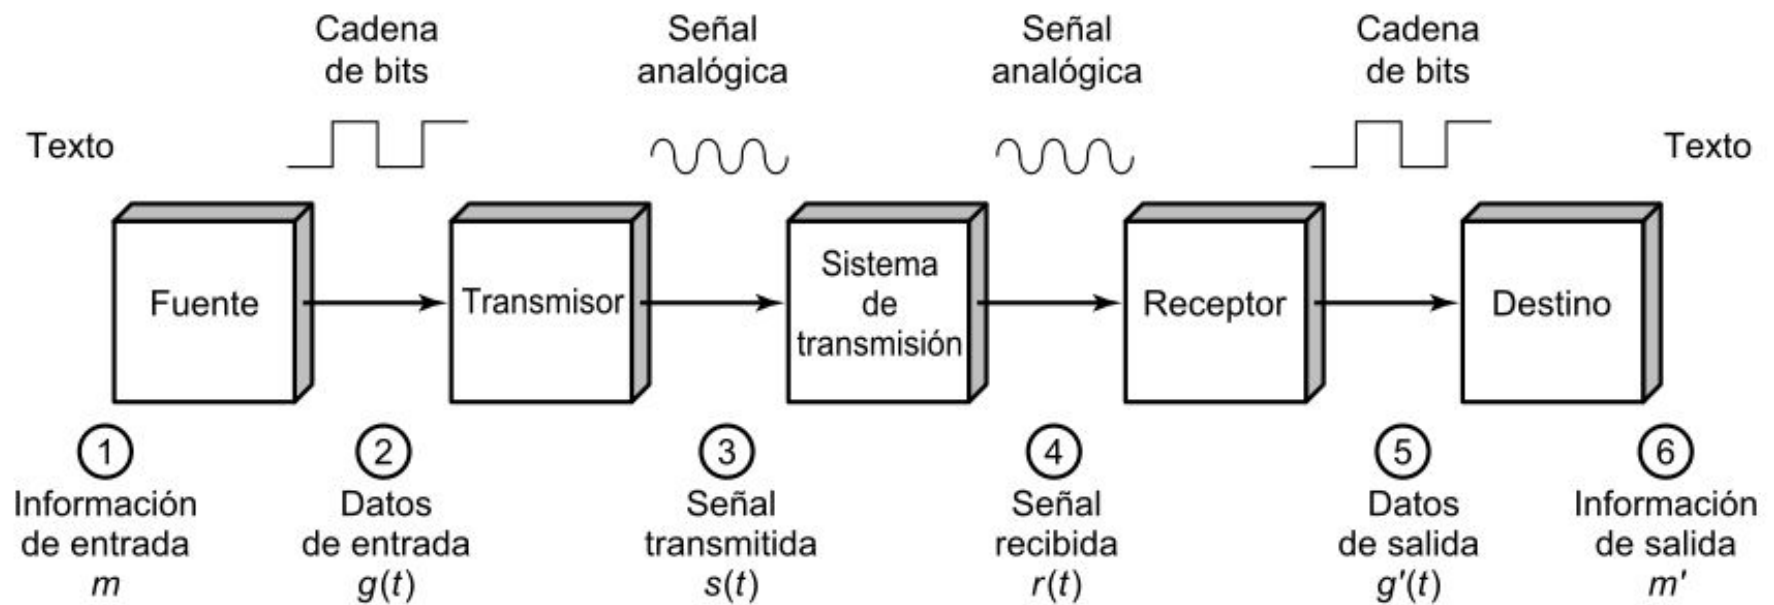 Cadena
de bits
Señal
analógica
Señal
analógica
Cadena
de bits
Texto
Texto
Fuente
Transmisor
Sistema
de
transmisión
Receptor
Destino
1
Información
de entrada
m
2
Datos
de entrada
g(t)
3
Señal
transmitida
s(t)
4
Señal
recibida
r(t)
5
Datos
de salida
g'(t)
6
Información
de salida
m'